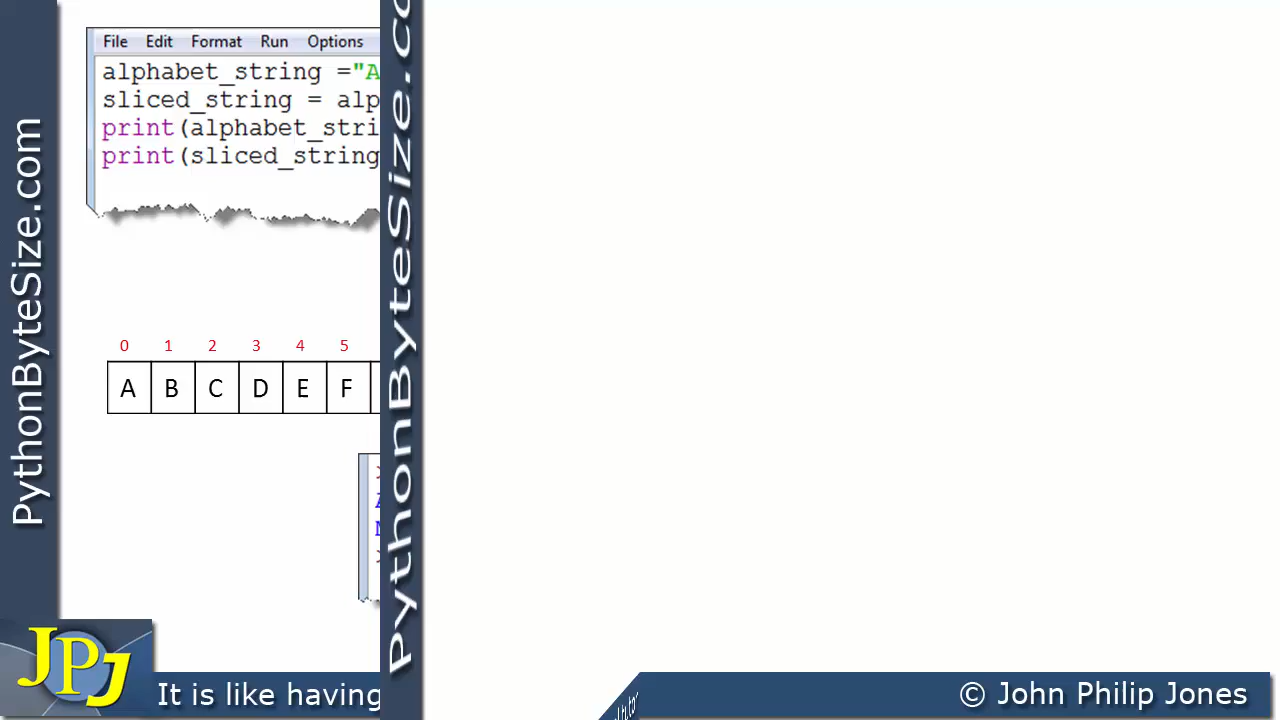 PythonByteSize.com
File Edit Format Run Options
alphabet_string ="A
sliced_string = alp
print(alphabet_stri
print(sliced_string
0 1 2 3 4 5
A B C D E F
PythonByteSize.co
JPJ
It is like having
© John Philip Jones